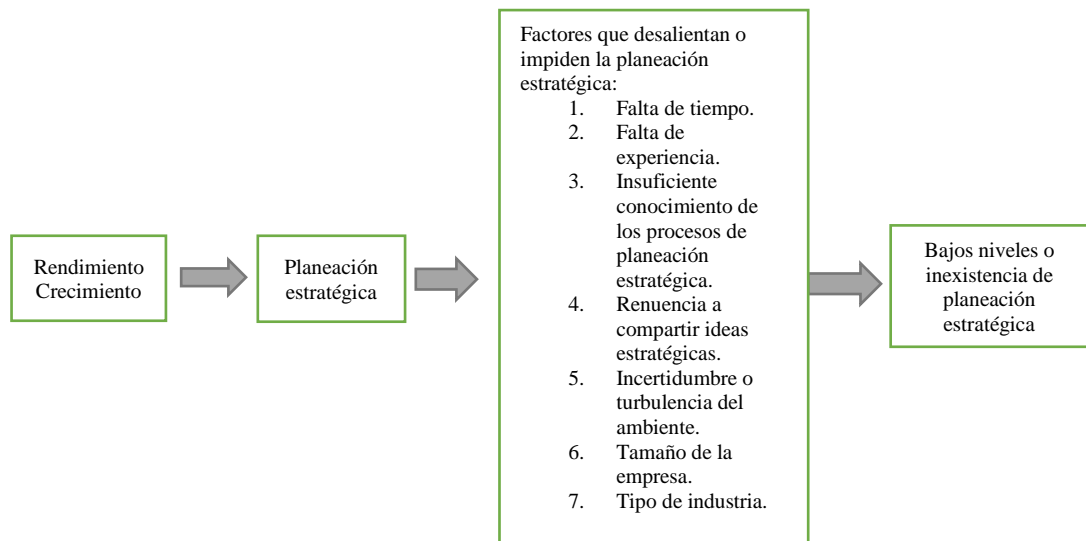 Rendimiento
Crecimiento
Planeación
estratégica
Factores que desalientan o
impiden la planeación
estratégica:
1. Falta de tiempo.
2. Falta de
experiencia.
3. Insuficiente
conocimiento de
los procesos de
planeación
estratégica.
4. Renuencia a
compartir ideas
estratégicas.
5. Incertidumbre o
turbulencia del
ambiente.
6. Tamaño de la
empresa.
7. Tipo de industria.
Bajos niveles o
inexistencia de
planeación
estratégica